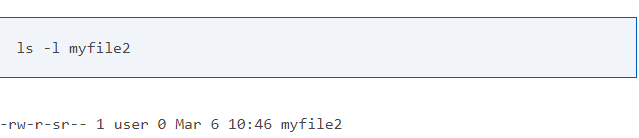 ls -l myfile2
-rw-r-sr-- 1 user 0 Mar 6 10:46 myfile2